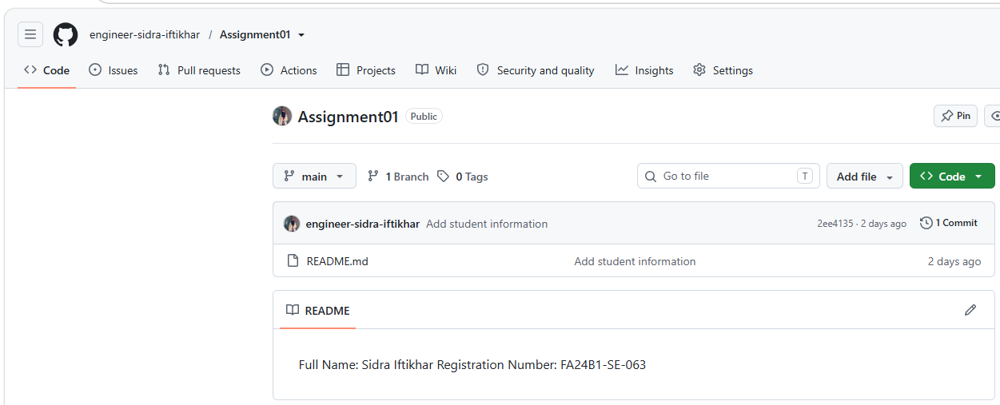 engineer-sidra-iftikhar / Assignment01
Code Issues Pull requests Actions Projects Wiki Security and quality Insights Settings
Assignment01 Public Pin
main 1 Branch 0 Tags Go to file T Add file Code
engineer-sidra-iftikhar Add student information 2ee4135 · 2 days ago 1 Commit
README.md Add student information 2 days ago
README
Full Name: Sidra Iftikhar Registration Number: FA24B1-SE-063